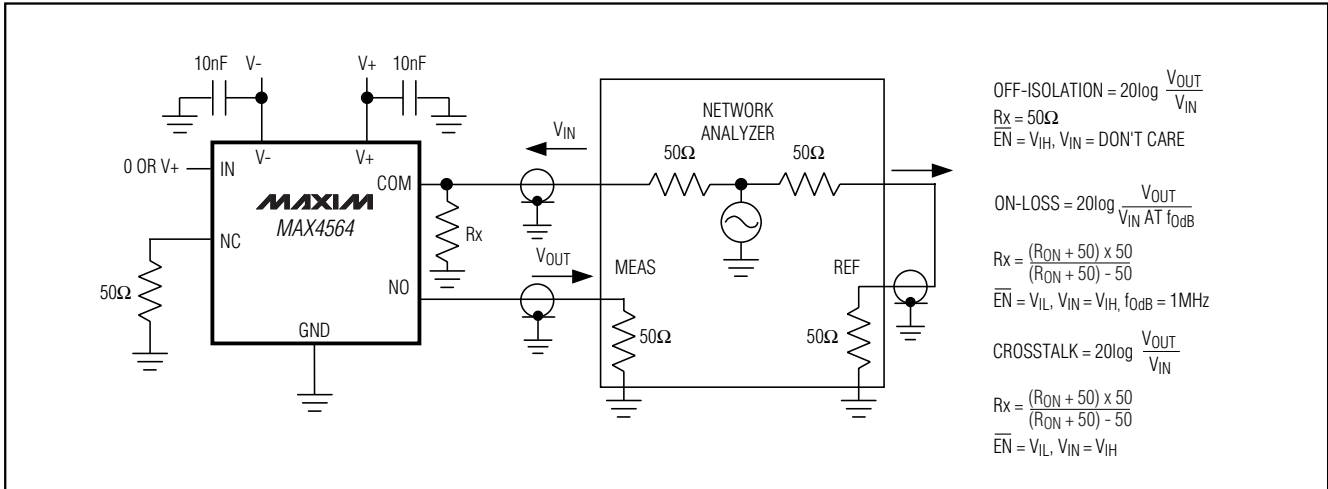 10nF V- V+ 10nF
0 OR V+ IN V- V+ COM
MAXIM
MAX4564
NC
50Ω
NO
GND
Rx
VIN
VOUT
NETWORK
ANALYZER
50Ω 50Ω
MEAS REF
50Ω 50Ω
OFF-ISOLATION = 20log VOUT
VIN
Rx = 50Ω
EN = VIH, VIN = DON'T CARE
ON-LOSS = 20log VOUT
VIN AT f0dB
Rx = (RON + 50) x 50
(RON + 50) - 50
EN = VIL, VIN = VIH, f0dB = 1MHz
CROSSTALK = 20log VOUT
VIN
Rx = (RON + 50) x 50
(RON + 50) - 50
EN = VIL, VIN = VIH